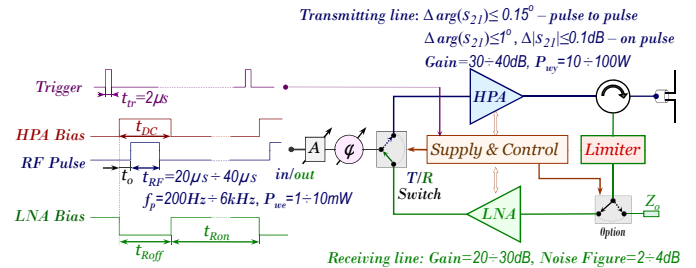 Transmitting line: Δ arg(S21)≤ 0.15° – pulse to pulse
Δ arg(S21)≤1°, Δ|S21|≤0.1dB – on pulse
Gain=30÷40dB, Pwy=10÷100W
Trigger
ttr=2μs
HPA
HPA Bias
tDC
RF Pulse
A
φ
Supply & Control
Limiter
to
tRF=20μs ÷ 40μs
in/out
T/R
Switch
fp=200Hz÷6kHz, Pwe=1÷10mW
LNA Bias
LNA
Zo
Option
tRoff
tRon
Receiving line: Gain=20÷30dB, Noise Figure=2÷4dB